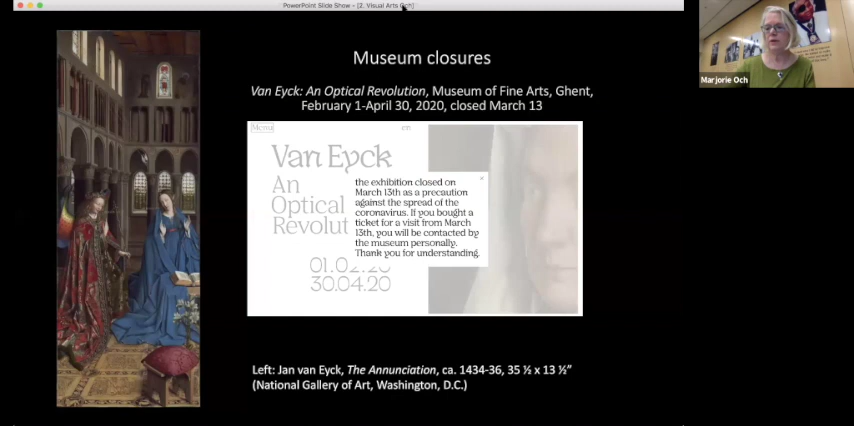 PowerPoint Slide Show - [2. Visual Arts Och]
Museum closures
Van Eyck: An Optical Revolution, Museum of Fine Arts, Ghent,
February 1-April 30, 2020, closed March 13
Menu
en
Van Eyck
An
Optical
Revolut
01.02.20
30.04.20
×
the exhibition closed on
March 13th as a precaution
against the spread of the
coronavirus. If you bought a
ticket for a visit from March
13th, you will be contacted by
the museum personally.
Thank you for understanding.
Left: Jan van Eyck, The Annunciation, ca. 1434-36, 35 ½ x 13 ½”
(National Gallery of Art, Washington, D.C.)
Marjorie Och